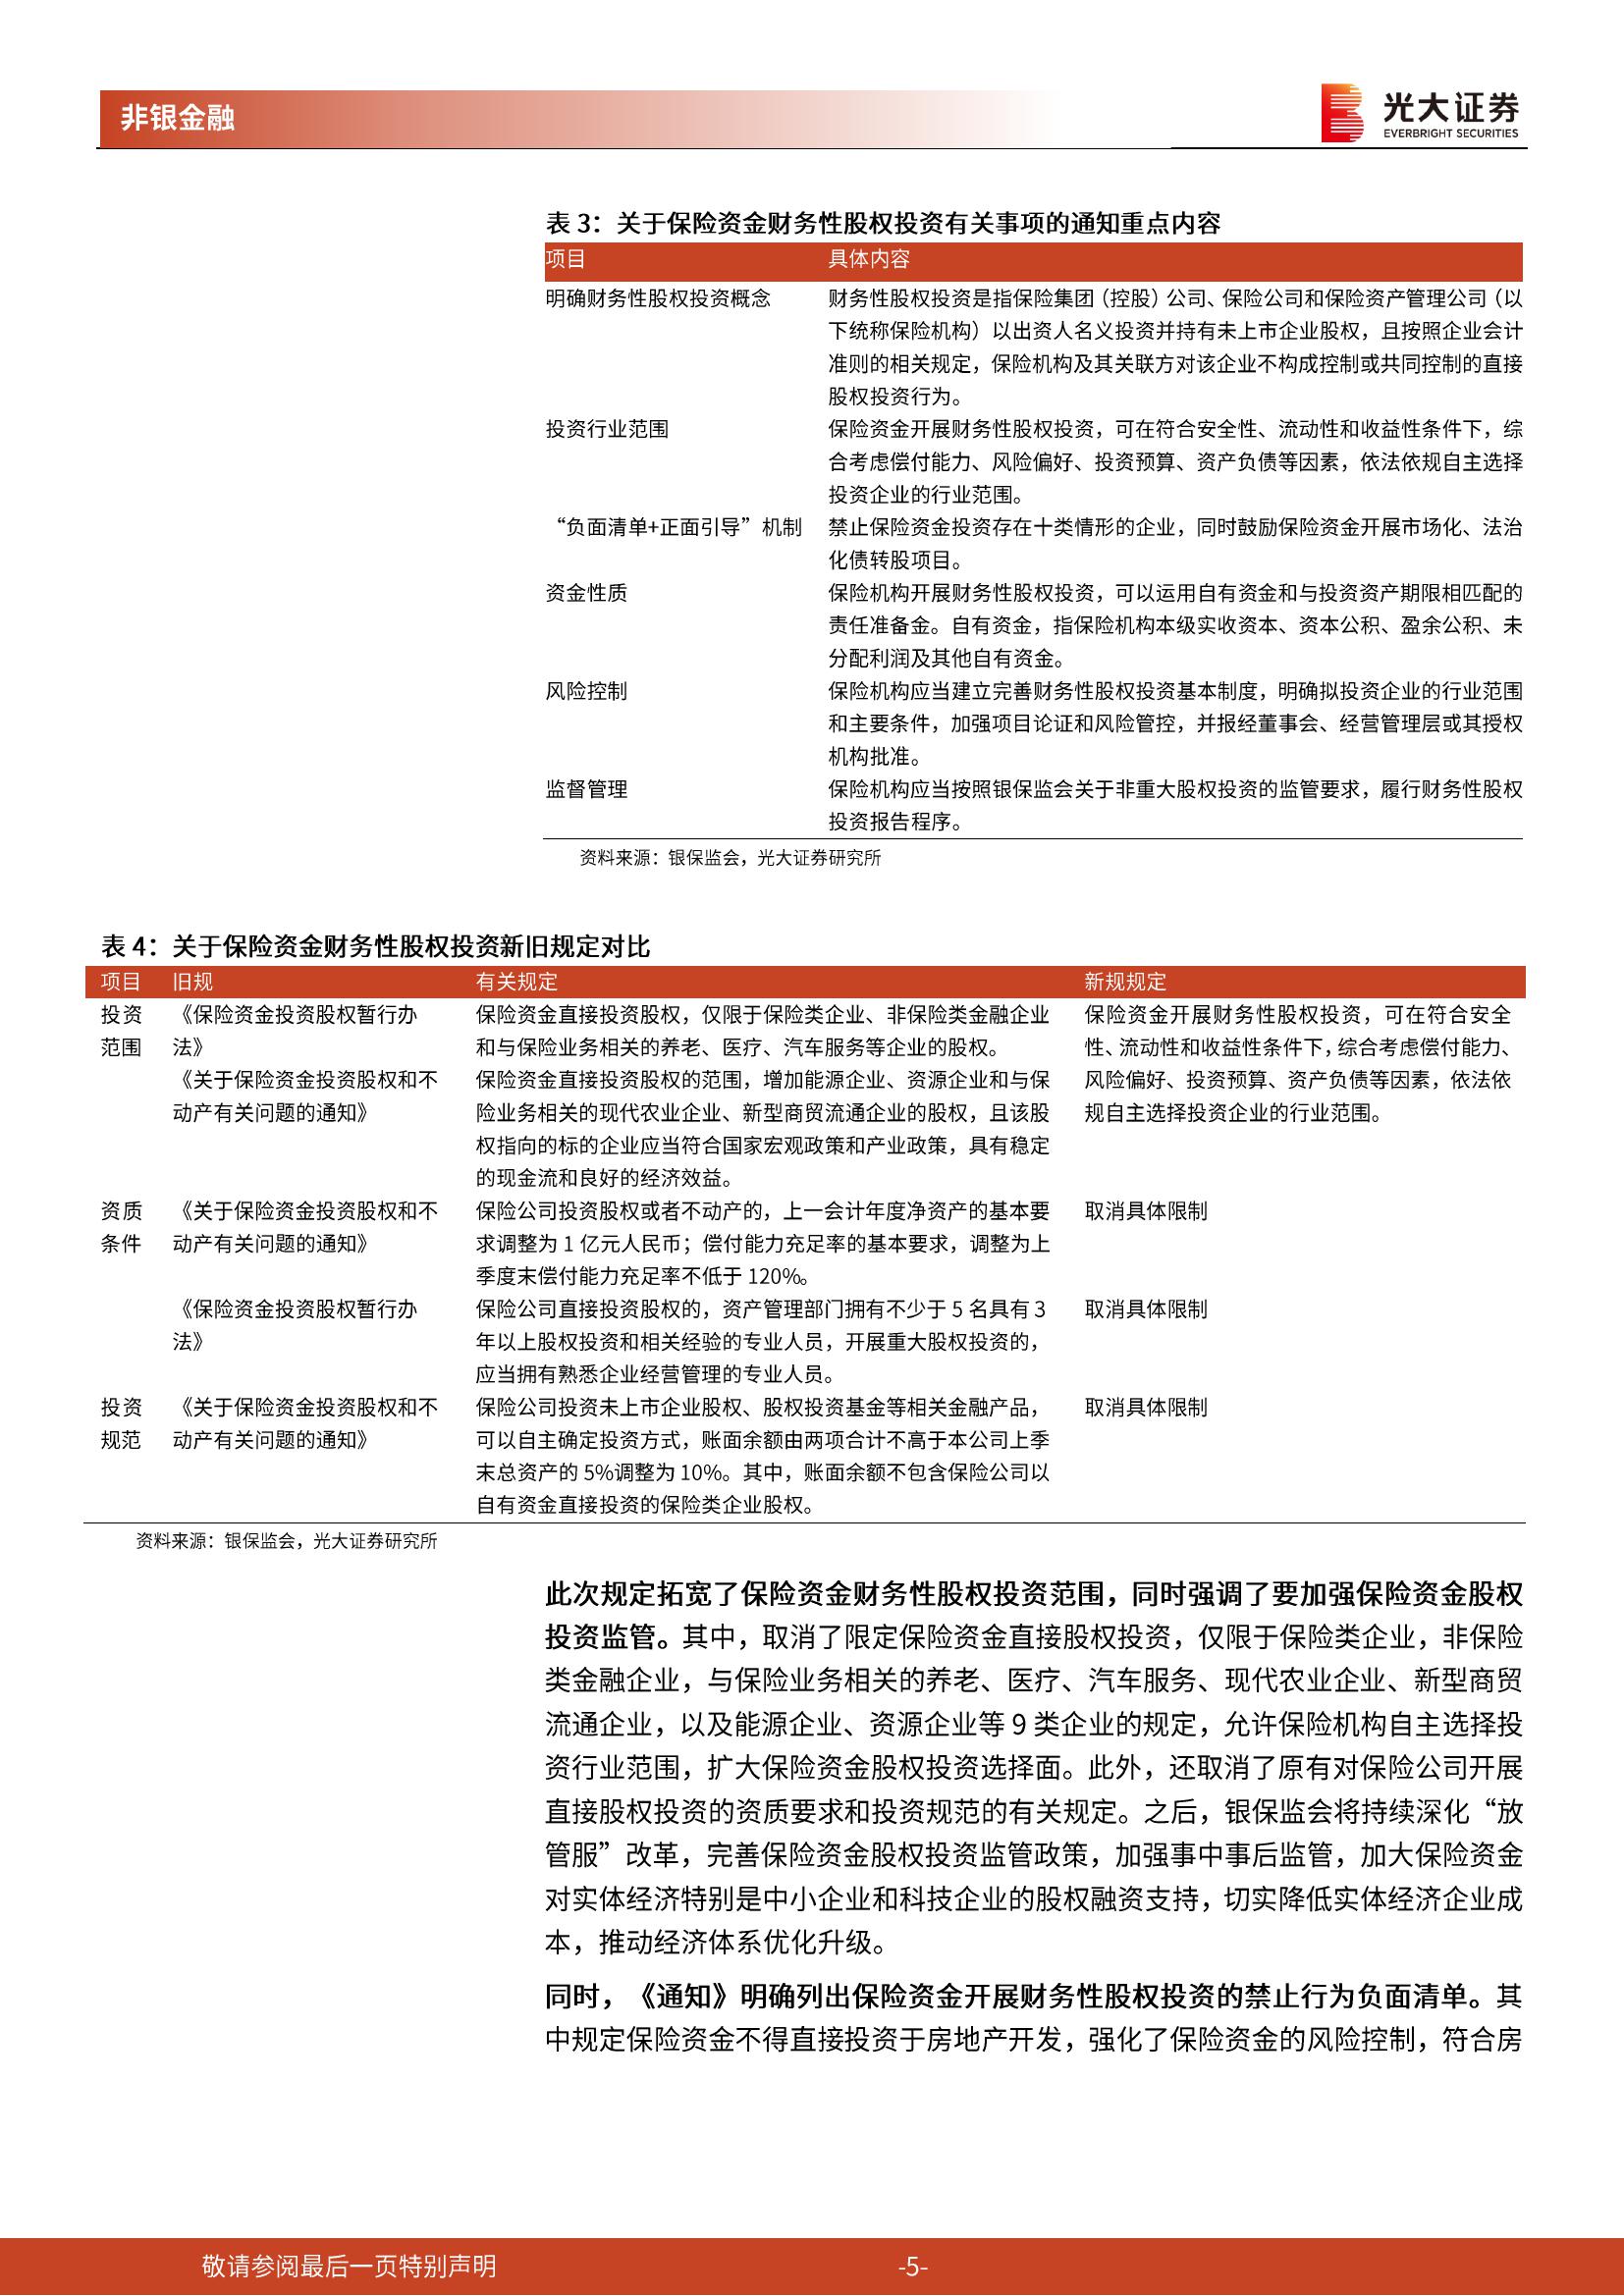 非银金融
光大证券
EVERBRIGHT SECURITIES
表 3：关于保险资金财务性股权投资有关事项的通知重点内容
项目 具体内容
明确财务性股权投资概念 财务性股权投资是指保险集团（控股）公司、保险公司和保险资产管理公司（以
下统称保险机构）以出资人名义投资并持有未上市企业股权，且按照企业会计
准则的相关规定，保险机构及其关联方对该企业不构成控制或共同控制的直接
股权投资行为。
投资行业范围 保险资金开展财务性股权投资，可在符合安全性、流动性和收益性条件下，综
合考虑偿付能力、风险偏好、投资预算、资产负债等因素，依法依规自主选择
投资企业的行业范围。
“负面清单+正面引导”机制 禁止保险资金投资存在十类情形的企业，同时鼓励保险资金开展市场化、法治
化债转股项目。
资金性质 保险机构开展财务性股权投资，可以运用自有资金和与投资资产期限相匹配的
责任准备金。自有资金，指保险机构本级实收资本、资本公积、盈余公积、未
分配利润及其他自有资金。
风险控制 保险机构应当建立完善财务性股权投资基本制度，明确拟投资企业的行业范围
和主要条件，加强项目论证和风险管控，并报经董事会、经营管理层或其授权
机构批准。
监督管理 保险机构应当按照银保监会关于非重大股权投资的监管要求，履行财务性股权
投资报告程序。
资料来源：银保监会，光大证券研究所
表 4：关于保险资金财务性股权投资新旧规定对比
项目 旧规 有关规定 新规规定
投资 《保险资金投资股权暂行办 保险资金直接投资股权，仅限于保险类企业、非保险类金融企业 保险资金开展财务性股权投资，可在符合安全
范围 法》 和与保险业务相关的养老、医疗、汽车服务等企业的股权。 性、流动性和收益性条件下，综合考虑偿付能力、
《关于保险资金投资股权和不 保险资金直接投资股权的范围，增加能源企业、资源企业和与保 风险偏好、投资预算、资产负债等因素，依法依
动产有关问题的通知》 险业务相关的现代农业企业、新型商贸流通企业的股权，且该股 规自主选择投资企业的行业范围。
权指向的标的企业应当符合国家宏观政策和产业政策，具有稳定
的现金流和良好的经济效益。
资质 《关于保险资金投资股权和不 保险公司投资股权或者不动产的，上一会计年度净资产的基本要 取消具体限制
条件 动产有关问题的通知》 求调整为 1 亿元人民币；偿付能力充足率的基本要求，调整为上
季度末偿付能力充足率不低于 120%。
《保险资金投资股权暂行办 保险公司直接投资股权的，资产管理部门拥有不少于 5 名具有 3 取消具体限制
法》 年以上股权投资和相关经验的专业人员，开展重大股权投资的，
应当拥有熟悉企业经营管理的专业人员。
投资 《关于保险资金投资股权和不 保险公司投资未上市企业股权、股权投资基金等相关金融产品， 取消具体限制
规范 动产有关问题的通知》 可以自主确定投资方式，账面余额由两项合计不高于本公司上季
末总资产的 5%调整为 10%。其中，账面余额不包含保险公司以
自有资金直接投资的保险类企业股权。
资料来源：银保监会，光大证券研究所
此次规定拓宽了保险资金财务性股权投资范围，同时强调了要加强保险资金股权
投资监管。其中，取消了限定保险资金直接股权投资，仅限于保险类企业，非保险
类金融企业，与保险业务相关的养老、医疗、汽车服务、现代农业企业、新型商贸
流通企业，以及能源企业、资源企业等 9 类企业的规定，允许保险机构自主选择投
资行业范围，扩大保险资金股权投资选择面。此外，还取消了原有对保险公司开展
直接股权投资的资质要求和投资规范的有关规定。之后，银保监会将持续深化“放
管服”改革，完善保险资金股权投资监管政策，加强事中事后监管，加大保险资金
对实体经济特别是中小企业和科技企业的股权融资支持，切实降低实体经济企业成
本，推动经济体系优化升级。
同时，《通知》明确列出保险资金开展财务性股权投资的禁止行为负面清单。其
中规定保险资金不得直接投资于房地产开发，强化了保险资金的风险控制，符合房
敬请参阅最后一页特别声明 -5-